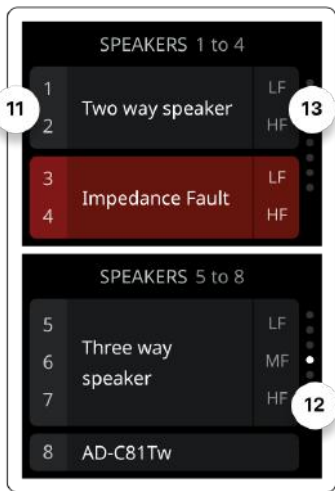 SPEAKERS 1 to 4
11
1
2
Two way speaker
LF
HF
13
3
4
Impedance Fault
LF
HF
SPEAKERS 5 to 8
5
6
7
Three way
speaker
LF
MF
HF
12
8
AD-C81Tw